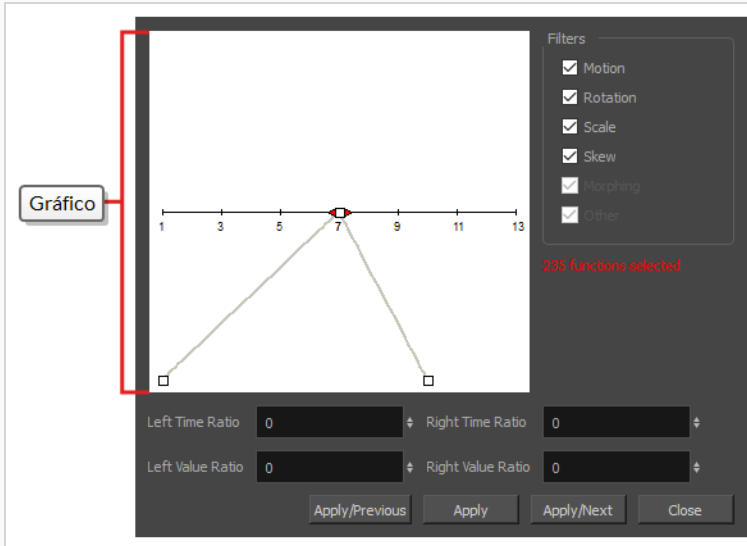 Gráfico
1 3 5 7 9 11 13
Filters
Motion
Rotation
Scale
Skew
Morphing
Other
235 functions selected
Left Time Ratio 0 Right Time Ratio 0
Left Value Ratio 0 Right Value Ratio 0
Apply/Previous Apply Apply/Next Close